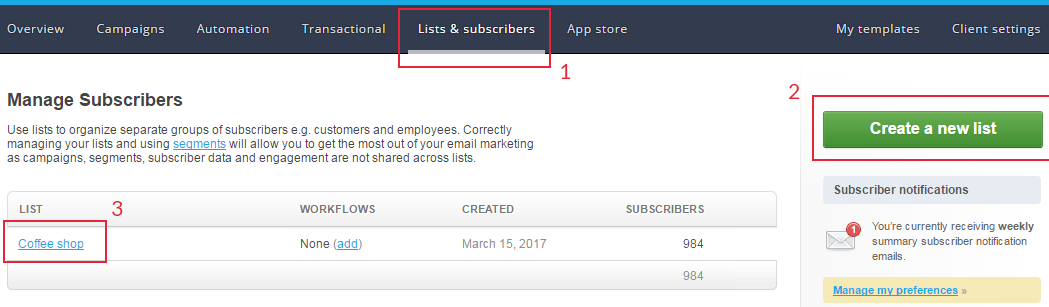 Overview Campaigns Automation Transactional Lists & subscribers App store My templates Client settings
1
2
Manage Subscribers
Use lists to organize separate groups of subscribers e.g. customers and employees. Correctly
managing your lists and using segments will allow you to get the most out of your email marketing
as campaigns, segments, subscriber data and engagement are not shared across lists.
LIST WORKFLOWS CREATED SUBSCRIBERS
3
Coffee shop None (add) March 15, 2017 984
984
Create a new list
Subscriber notifications
1
You're currently receiving weekly
summary subscriber notification
emails.
Manage my preferences »